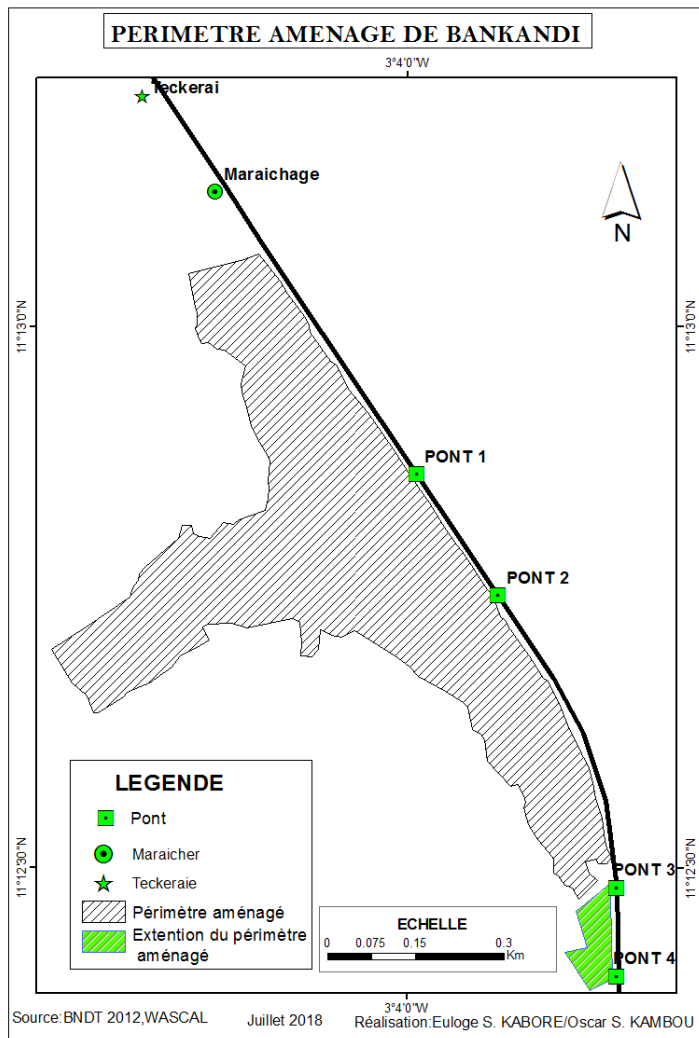 PERIMETRE AMENAGE DE BANKANDI
3°4'0"W
Teckerai
Maraichage
N
11°13'0"N
11°13'0"N
PONT 1
PONT 2
11°12'30"N
11°12'30"N
PONT 3
PONT 4
LEGENDE
Pont
Maraicher
Teckeraie
Périmètre aménagé
Extention du périmètre
aménagé
ECHELLE
0 0.075 0.15 0.3
Km
3°4'0"W
Source:BNDT 2012,WASCAL Juillet 2018 Réalisation:Euloge S. KABORE/Oscar S. KAMBOU